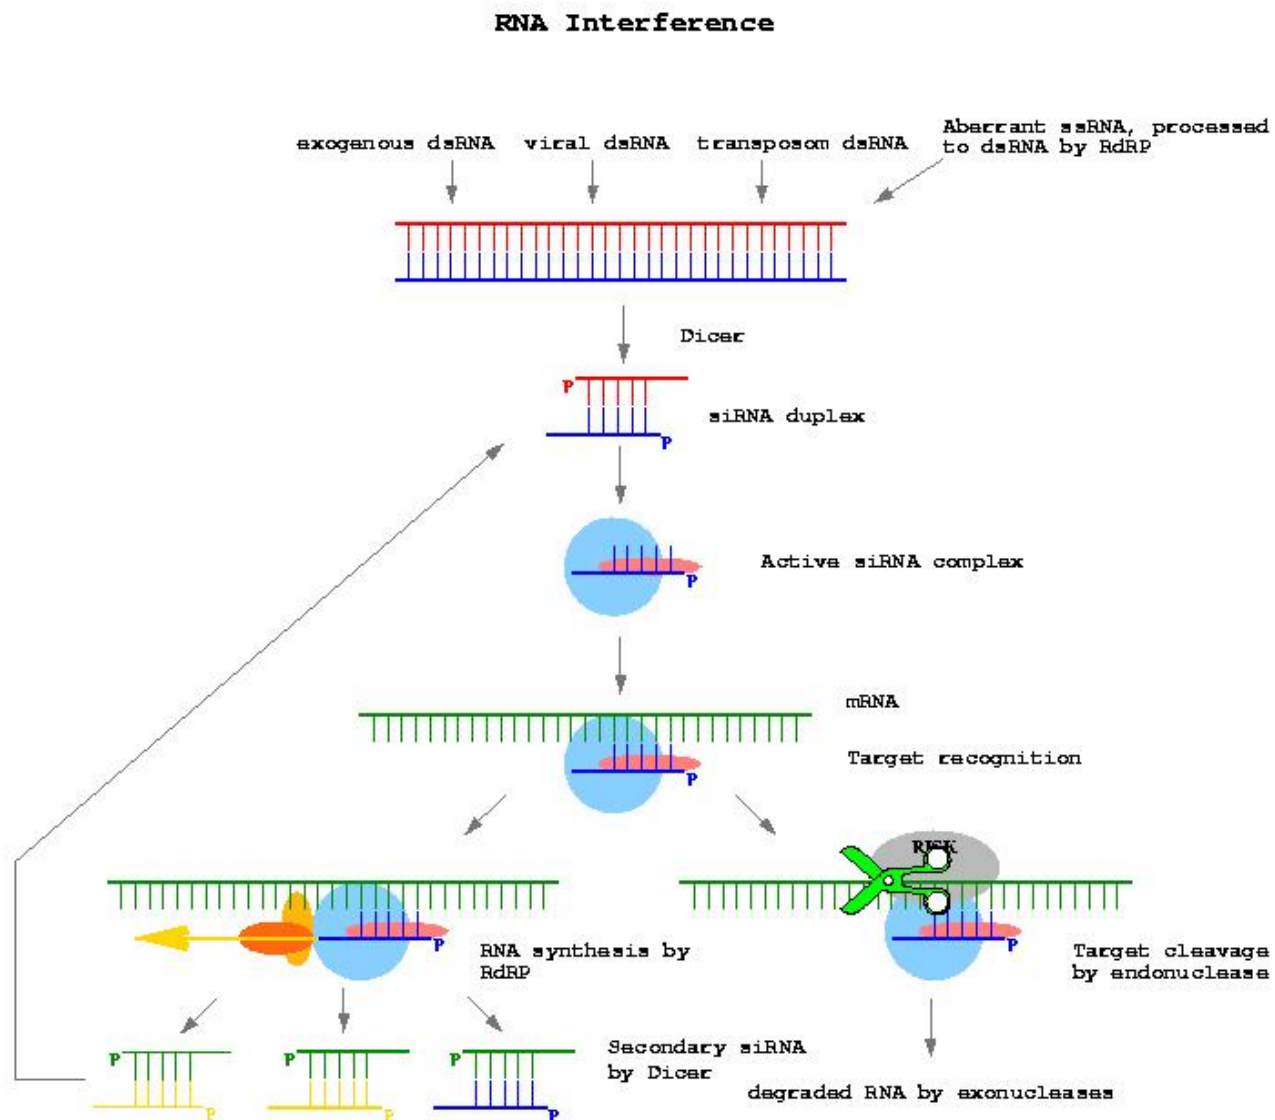 RNA Interference
exogenous dsRNA viral dsRNA transposom dsRNA
Aberrant ssRNA, processed
to dsRNA by RdRP
Dicer
P
siRNA duplex
P
Active siRNA complex
P
mRNA
Target recognition
P
RISK
P
RNA synthesis by
RdRP
P
Target cleavage
by endonuclease
P P P
Secondary siRNA
by Dicer
P P P
degraded RNA by exonucleases